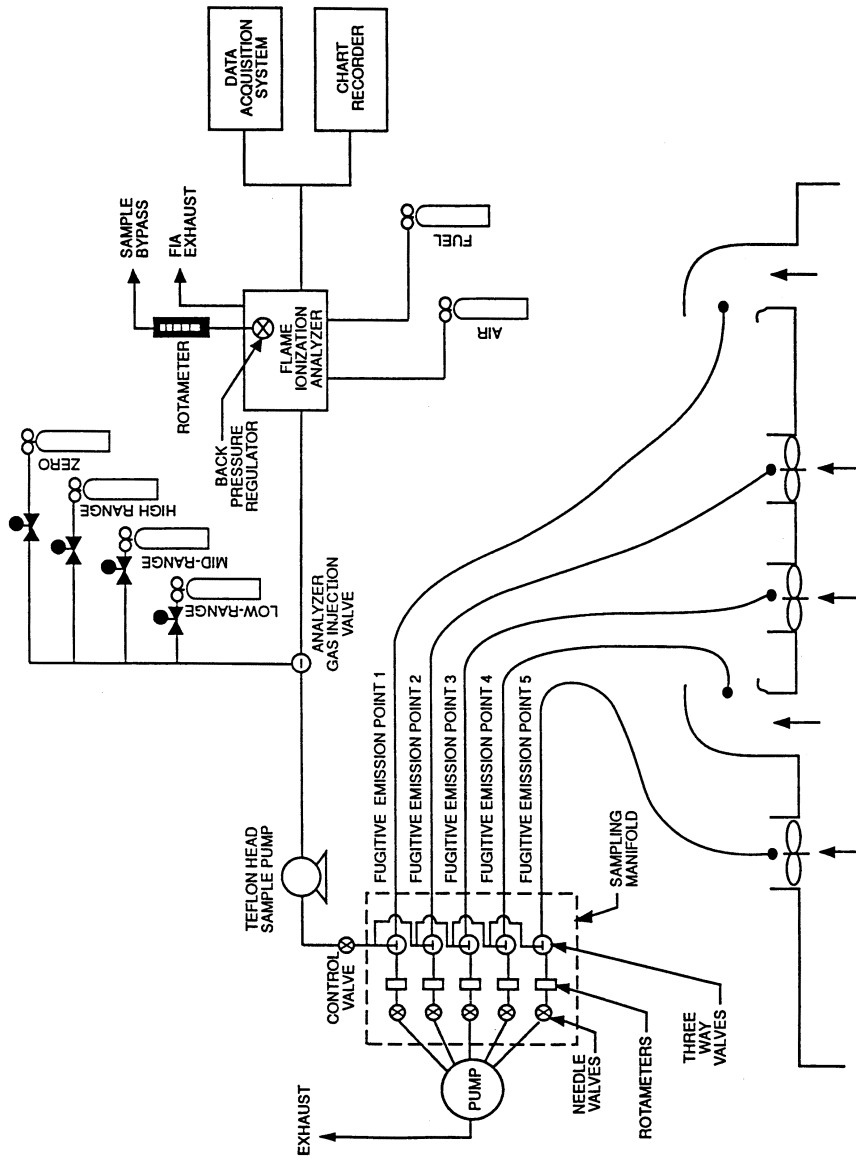 DATA
ACQUISITION
SYSTEM
CHART
RECORDER
SAMPLE
BYPASS
FIA
EXHAUST
ROTAMETER
FLAME
IONIZATION
ANALYZER
BACK
PRESSURE
REGULATOR
FUEL
AIR
ZERO
HIGH RANGE
MID-RANGE
LOW-RANGE
ANALYZER
GAS INJECTION
VALVE
TEFLON HEAD
SAMPLE PUMP
CONTROL
VALVE
FUGITIVE EMISSION POINT 1
FUGITIVE EMISSION POINT 2
FUGITIVE EMISSION POINT 3
FUGITIVE EMISSION POINT 4
FUGITIVE EMISSION POINT 5
SAMPLING
MANIFOLD
THREE
WAY
VALVES
ROTAMETERS
NEEDLE
VALVES
PUMP
EXHAUST